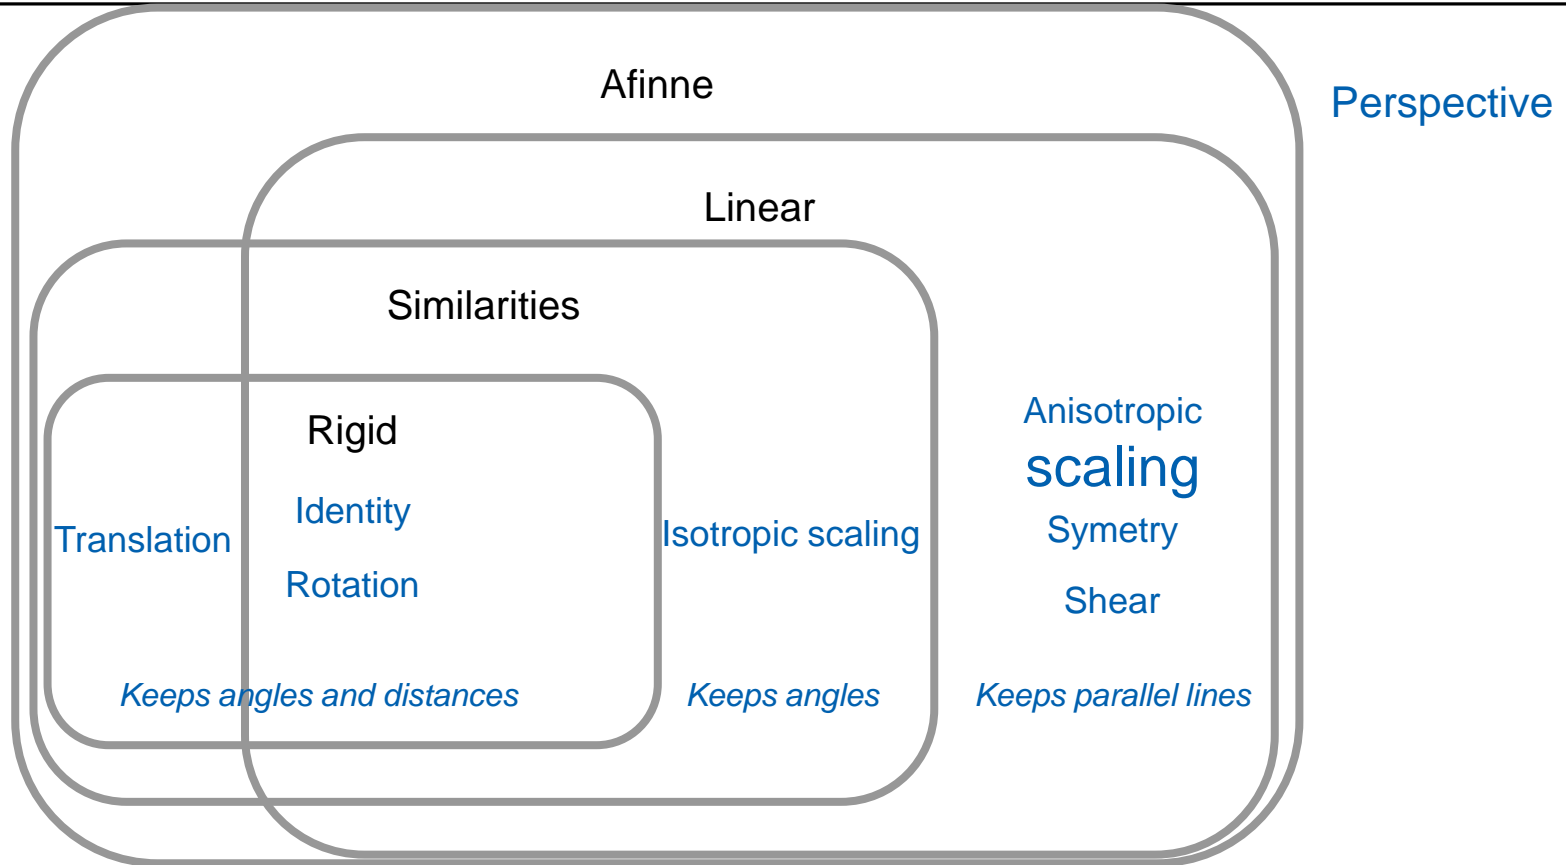 Afinne
Perspective
Linear
Similarities
Rigid
Identity
Translation
Rotation
Isotropic scaling
Anisotropic
scaling
Symetry
Shear
Keeps angles and distances
Keeps angles
Keeps parallel lines